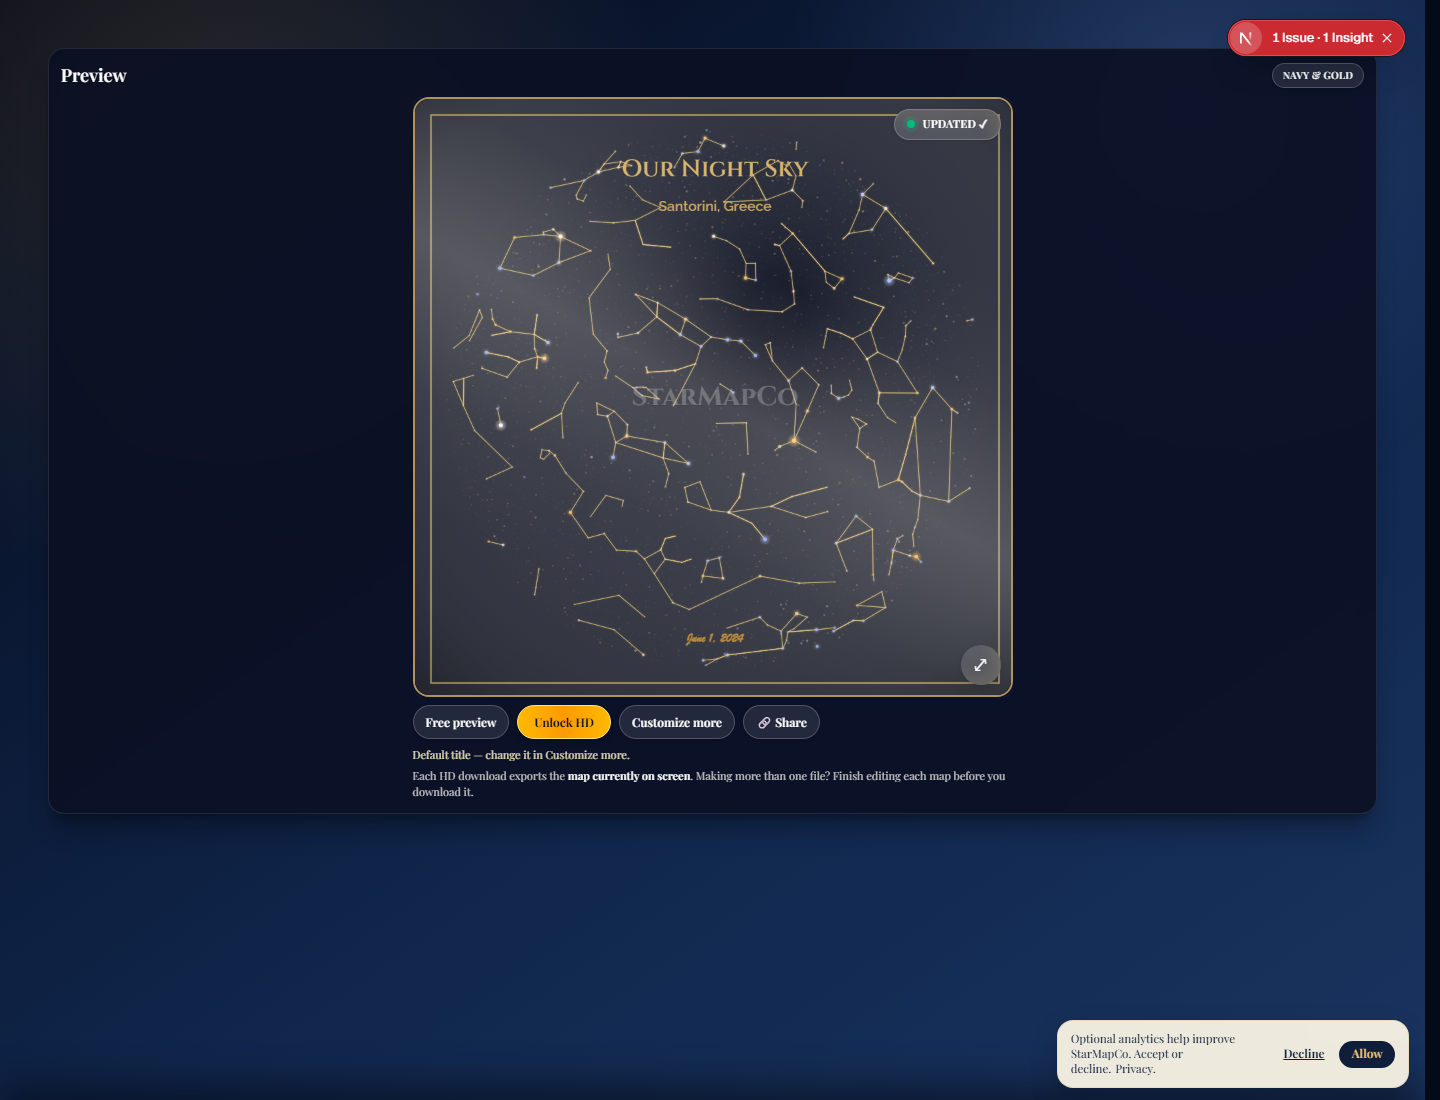 1 Issue · 1 Insight
Preview
NAVY & GOLD
UPDATED ✓
OUR NIGHT SKY
Santorini, Greece
STARMAPCO
June 1, 2024
Free preview
Unlock HD
Customize more
Share
Default title — change it in Customize more.
Each HD download exports the map currently on screen. Making more than one file? Finish editing each map before you
download it.
Optional analytics help improve
StarMapCo. Accept or
decline. Privacy.
Decline
Allow